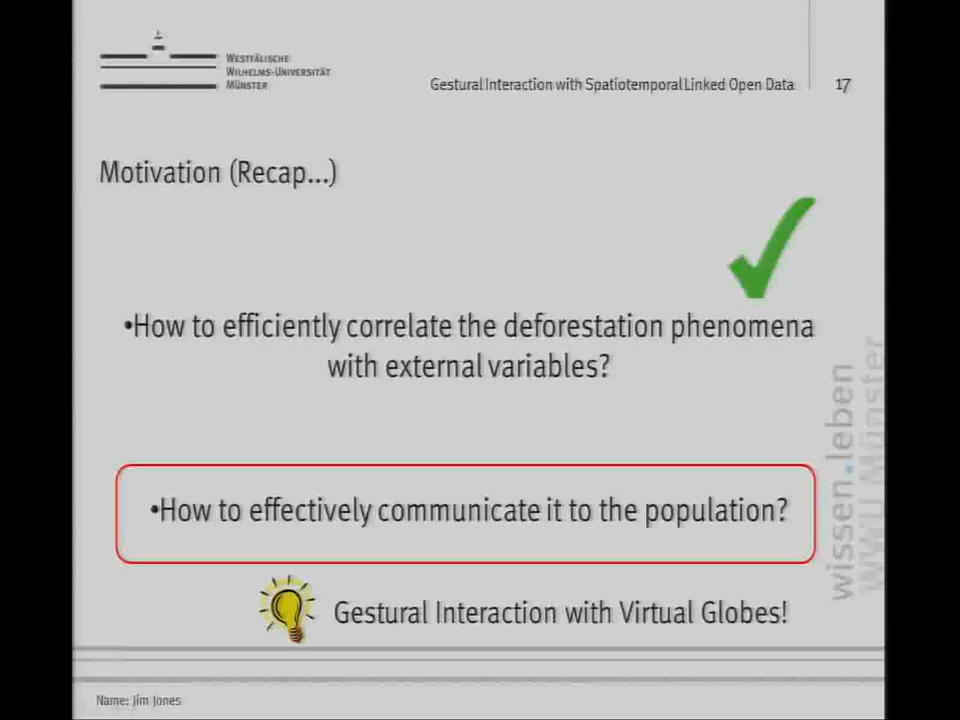 WESTFÄLISCHE
WILHELMS-UNIVERSITÄT
MÜNSTER
Gestural Interaction with Spatiotemporal Linked Open Data
17
Motivation (Recap...)
•How to efficiently correlate the deforestation phenomena
with external variables?
•How to effectively communicate it to the population?
Gestural Interaction with Virtual Globes!
wissen.leben
WWU Münster
Name: Jim Jones